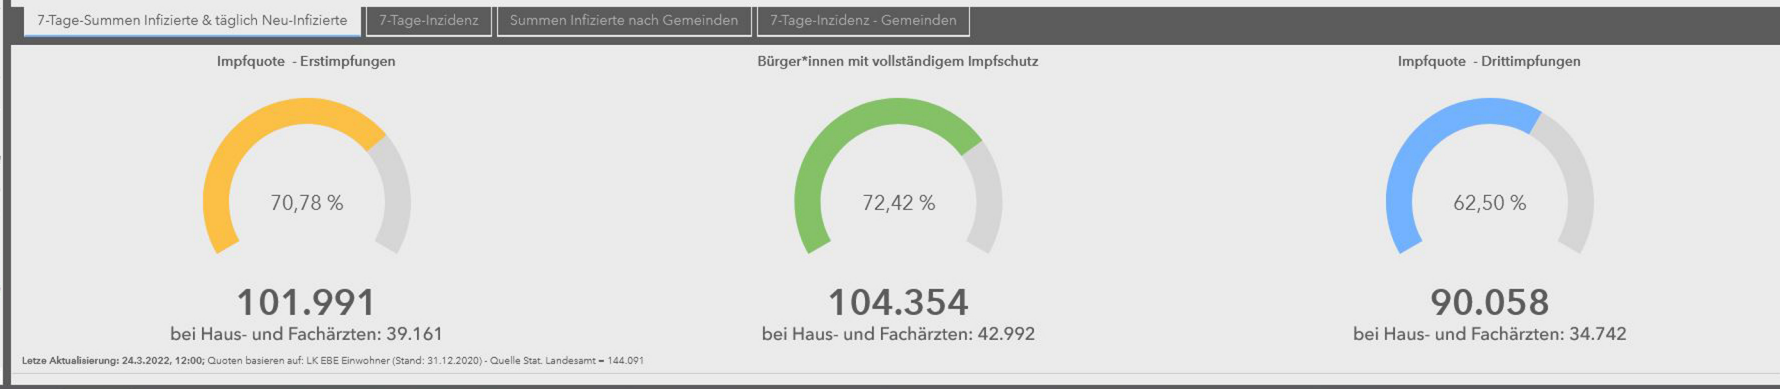 7-Tage-Summen Infizierte & täglich Neu-Infizierte
7-Tage-Inzidenz
Summen Infizierte nach Gemeinden
7-Tage-Inzidenz - Gemeinden
Impfquote - Erstimpfungen
70,78 %
101.991
bei Haus- und Fachärzten: 39.161
Bürger*innen mit vollständigem Impfschutz
72,42 %
104.354
bei Haus- und Fachärzten: 42.992
Impfquote - Drittimpfungen
62,50 %
90.058
bei Haus- und Fachärzten: 34.742
Letze Aktualisierung: 24.3.2022, 12:00; Quoten basieren auf: LK EBE Einwohner (Stand: 31.12.2020) - Quelle Stat. Landesamt = 144.091